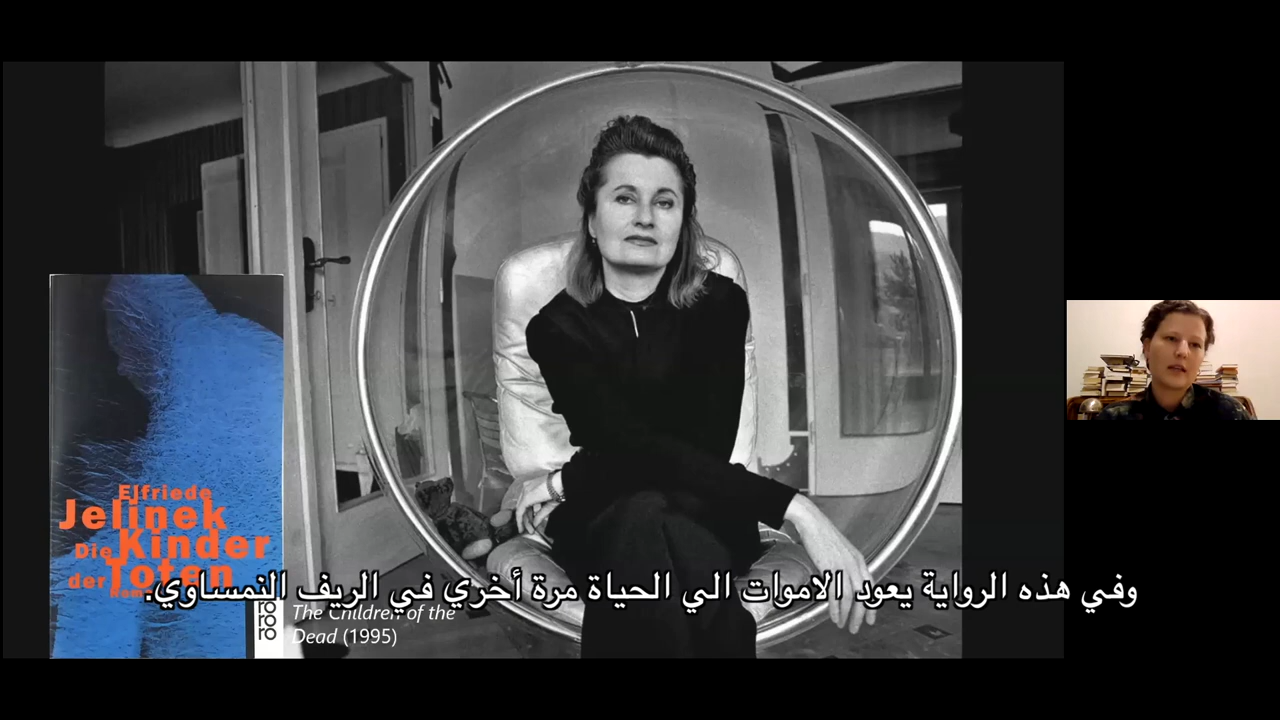 Elfriede
Jelinek
Die Kinder
der Toten
وفي هذه الرواية يعود الاموات الي الحياة مرة أخري في الريف النمساوي.
rororo
The Children of the
Dead (1995)